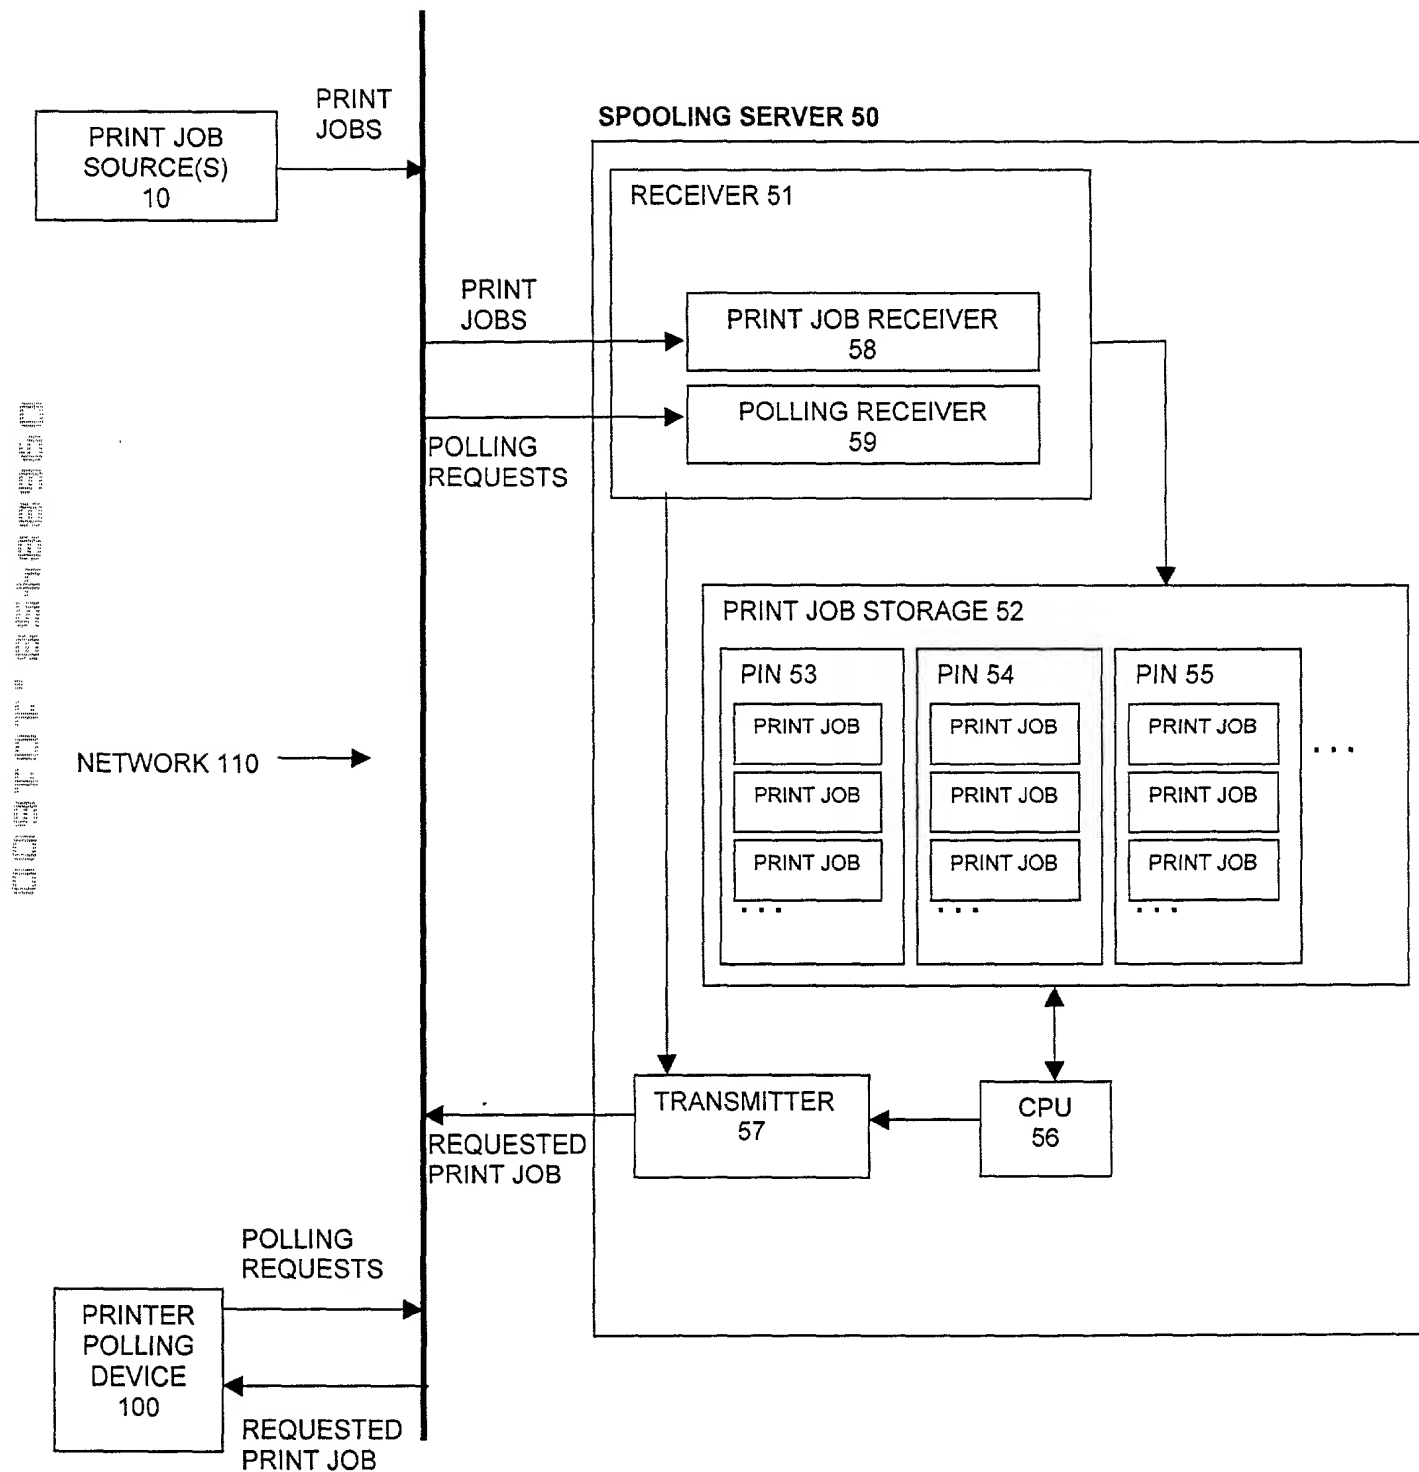 PRINT
JOBS
PRINT JOB
SOURCE(S)
10
SPOOLING SERVER 50
RECEIVER 51
PRINT
JOBS
PRINT JOB RECEIVER
58
POLLING RECEIVER
59
POLLING
REQUESTS
PRINT JOB STORAGE 52
PIN 53
PRINT JOB
PRINT JOB
PRINT JOB
...
PIN 54
PRINT JOB
PRINT JOB
PRINT JOB
...
PIN 55
PRINT JOB
PRINT JOB
PRINT JOB
...
...
NETWORK 110
TRANSMITTER
57
CPU
56
REQUESTED
PRINT JOB
POLLING
REQUESTS
PRINTER
POLLING
DEVICE
100
REQUESTED
PRINT JOB